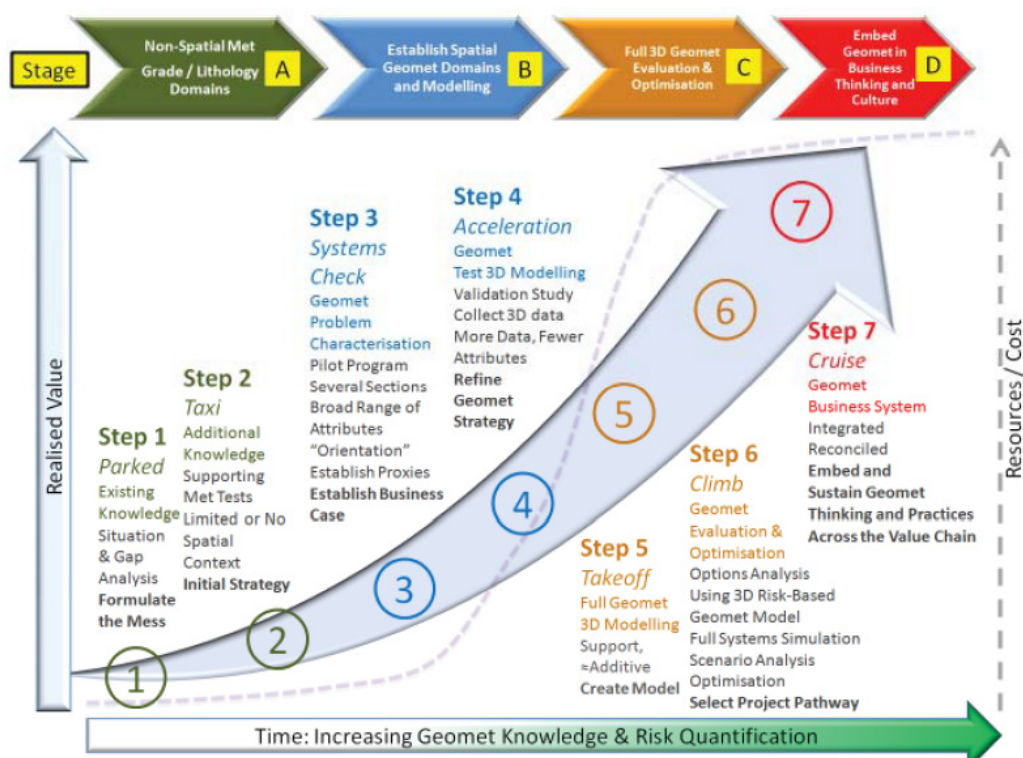 Stage
Non-Spatial Met
Grade / Lithology
Domains
A
Establish Spatial
Geomet Domains
and Modelling
B
Full 3D Geomet
Evaluation &
Optimisation
C
Embed
Geomet in
Business
Thinking and
Culture
D
Realised Value
Step 1
Parked
Existing
Knowledge
Situation
& Gap
Analysis
Formulate
the Mess
Step 2
Taxi
Additional
Knowledge
Supporting
Met Tests
Limited or No
Spatial
Context
Initial Strategy
Step 3
Systems
Check
Geomet
Problem
Characterisation
Pilot Program
Several Sections
Broad Range of
Attributes
“Orientation”
Establish Proxies
Establish Business
Case
Step 4
Acceleration
Geomet
Test 3D Modelling
Validation Study
Collect 3D data
More Data, Fewer
Attributes
Refine
Geomet
Strategy
Step 5
Takeoff
Full Geomet
3D Modelling
Support,
≈Additive
Create Model
Step 6
Climb
Geomet
Evaluation &
Optimisation
Options Analysis
Using 3D Risk-Based
Geomet Model
Full Systems Simulation
Scenario Analysis
Optimisation
Select Project Pathway
Step 7
Cruise
Geomet
Business System
Integrated
Reconciled
Embed and
Sustain Geomet
Thinking and Practices
Across the Value Chain
1
2
3
4
5
6
7
Resources / Cost
Time: Increasing Geomet Knowledge & Risk Quantification